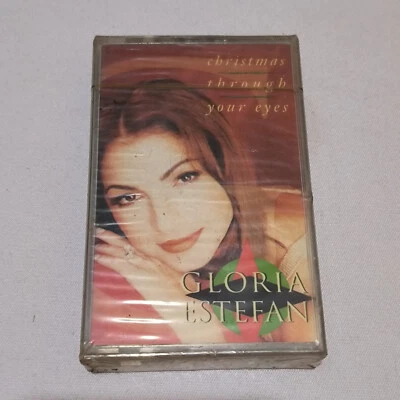 christmas
through
your eyes
GLORIA
ESTEFAN